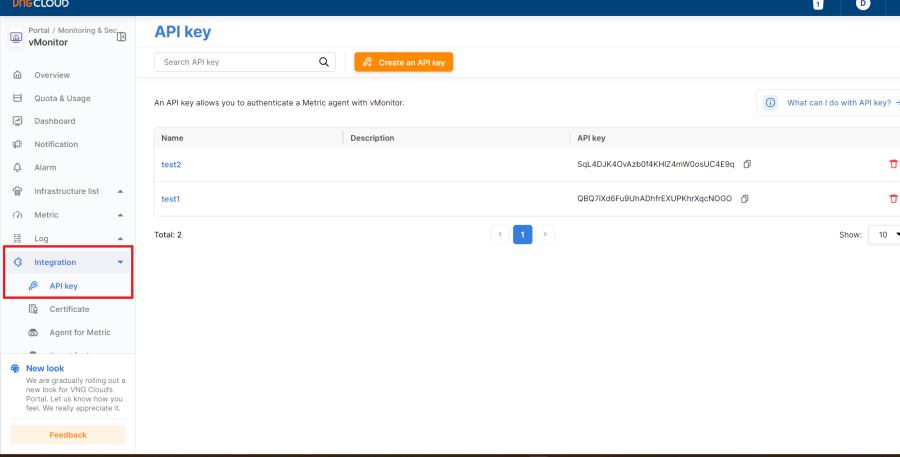 VNG CLOUD
1
D
Portal / Monitoring & Sec
vMonitor
Overview
Quota & Usage
Dashboard
Notification
Alarm
Infrastructure list
Metric
Log
Integration
API key
Certificate
Agent for Metric
New look
We are gradually rolling out a
new look for VNG Cloud's
Portal. Let us know how you
feel. We really appreciate it.
Feedback
API key
Search API key
Create an API key
An API key allows you to authenticate a Metric agent with vMonitor.
What can I do with API key?
Name Description API key
test2 SqL4DJK4OvAzb0f4KHIZ4mW0osUC4E9q
test1 QBQ7iXd6Fu9UhADhfrEXUPKhrXqcNOGO
Total: 2
1
Show: 10